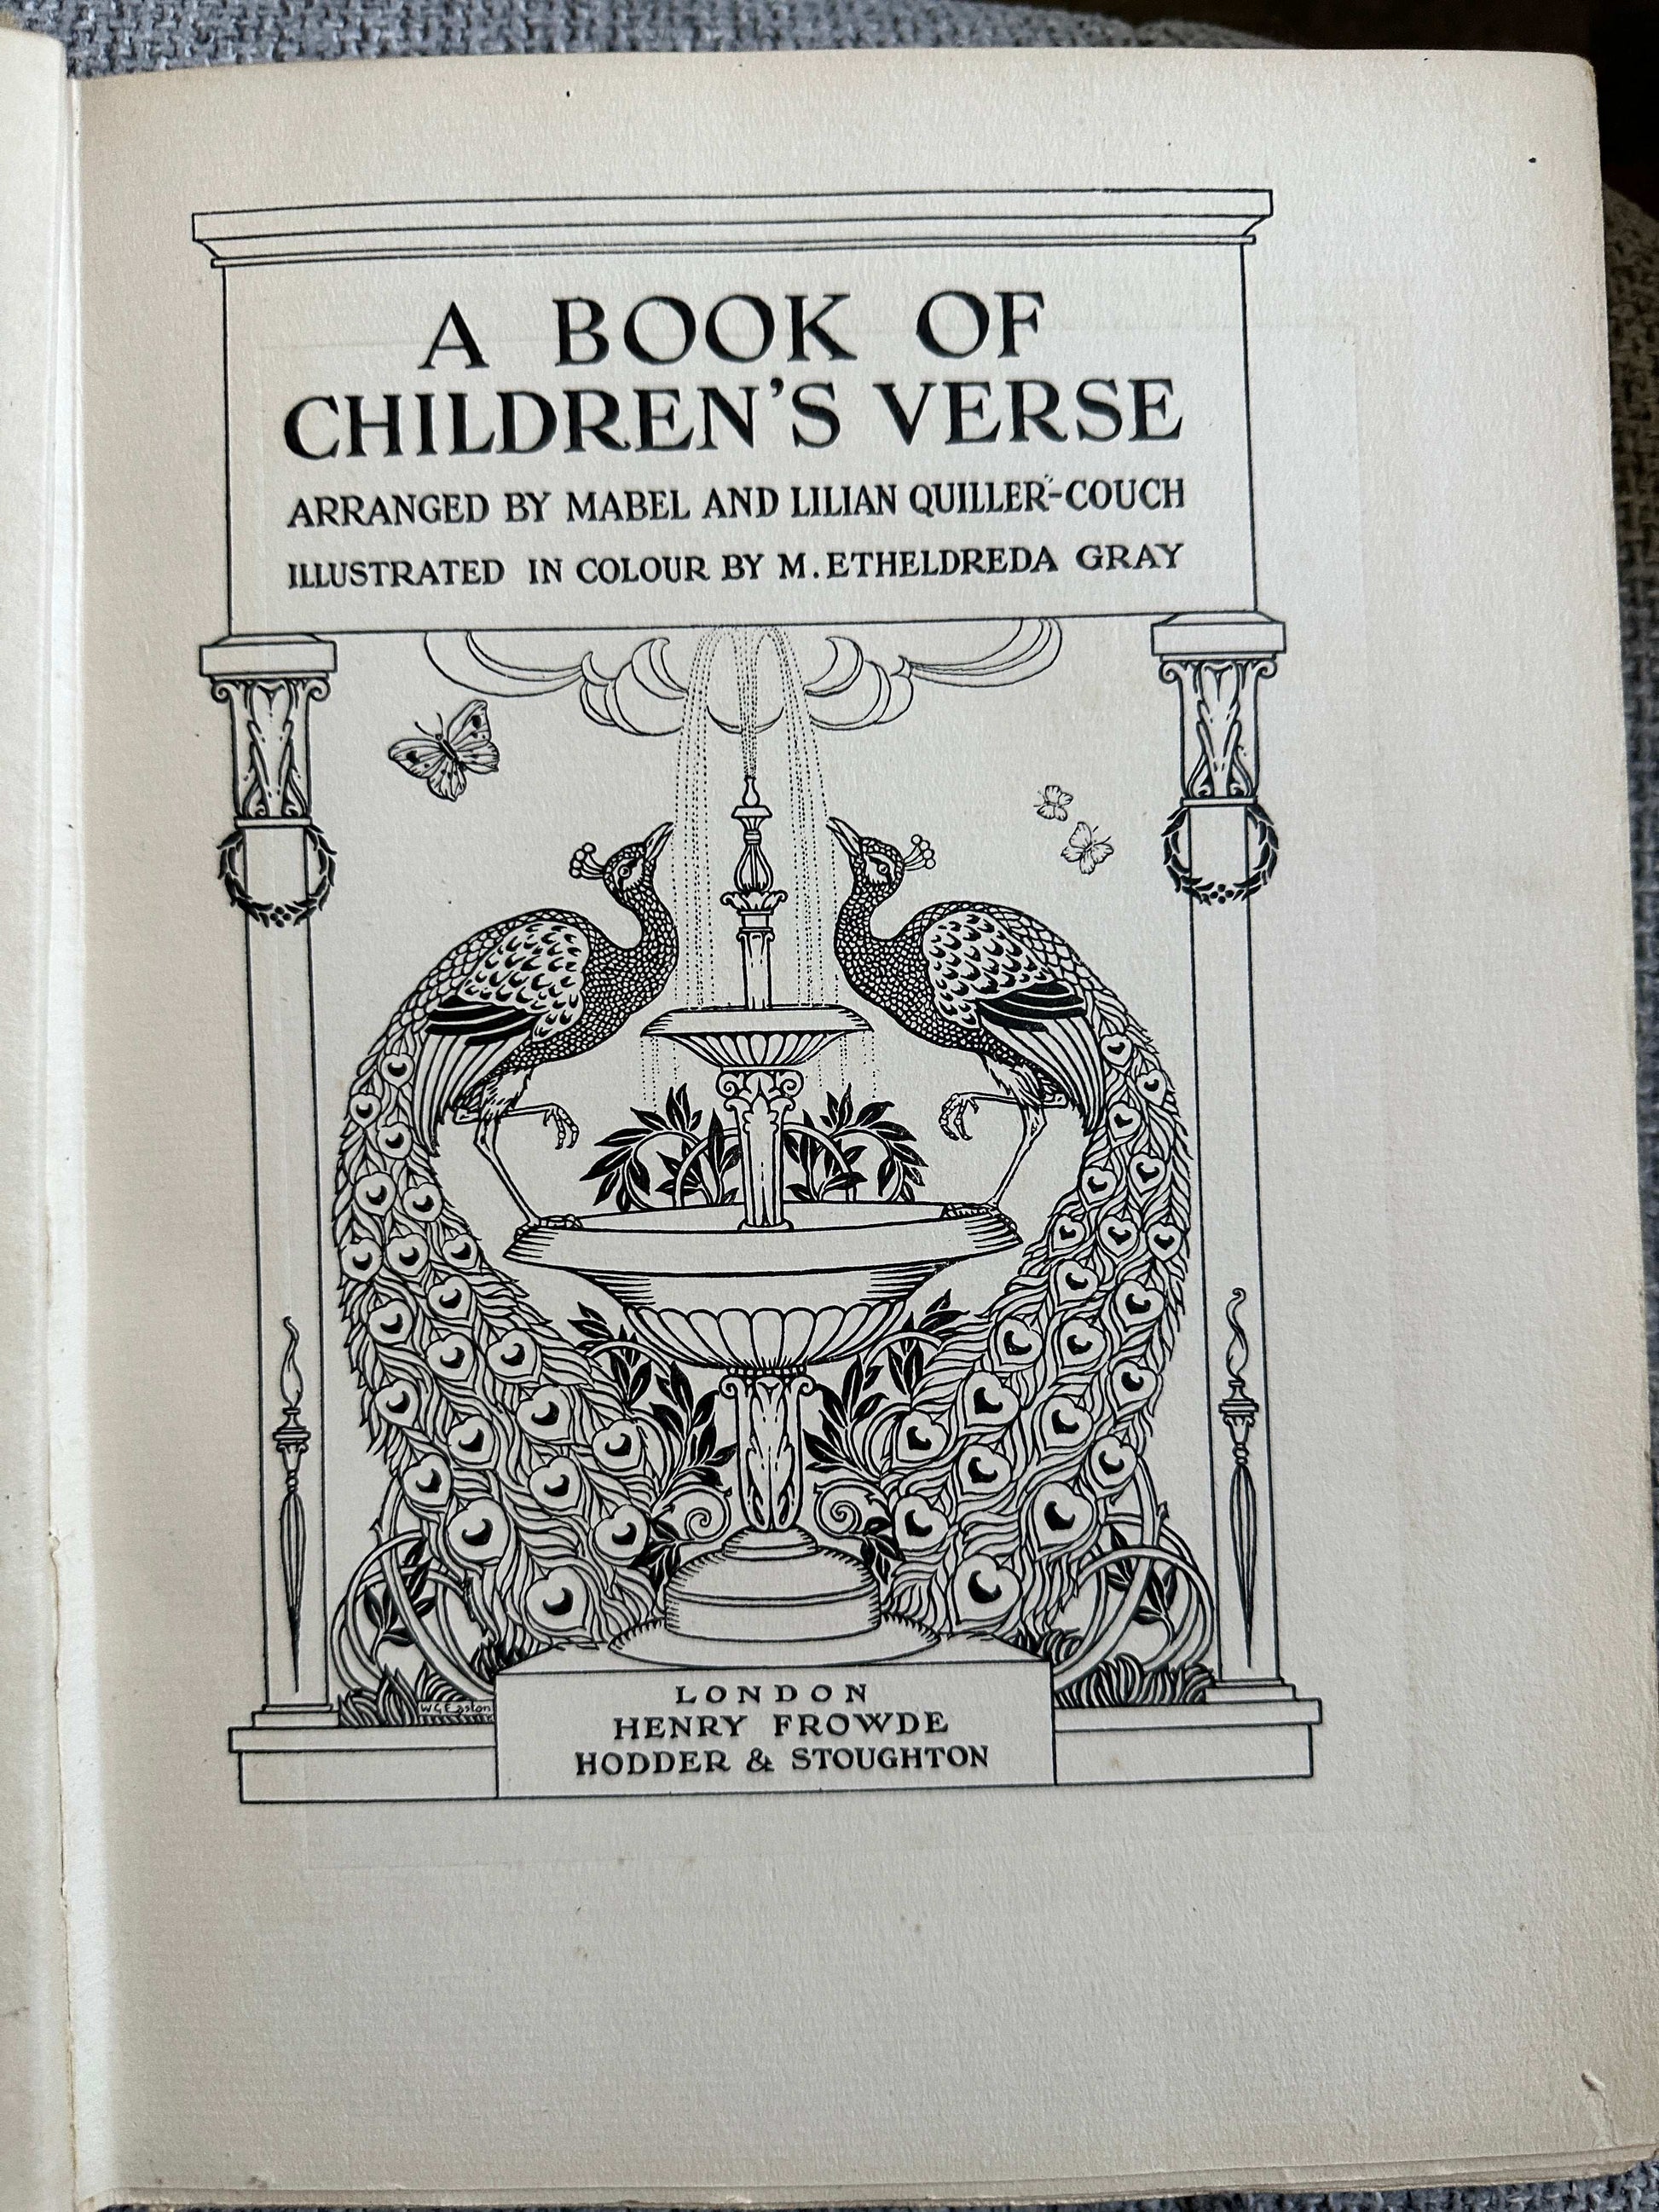 A BOOK OF
CHILDREN'S VERSE
ARRANGED BY MABEL AND LILIAN QUILLER-COUCH
ILLUSTRATED IN COLOUR BY M. ETHELDREDA GRAY
W G Easton
LONDON
HENRY FROWDE
HODDER & STOUGHTON